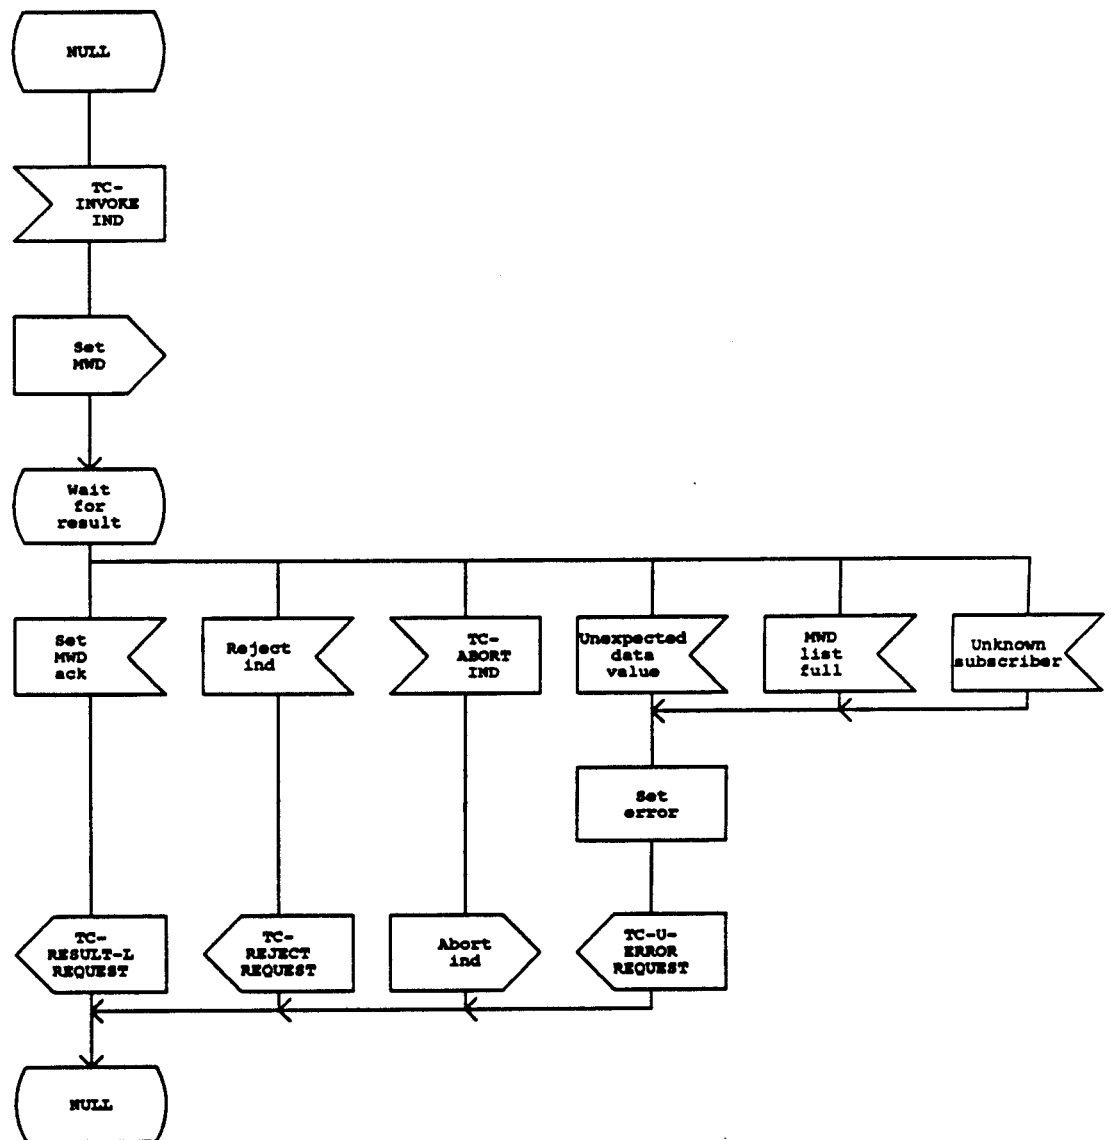 NULL
TC-
INVOKE
IND
Set
MWD
Wait
for
result
Set
MWD
ack
Reject
ind
TC-
ABORT
IND
Unexpected
data
value
MWD
list
full
Unknown
subscriber
Set
error
TC-
RESULT-L
REQUEST
TC-
REJECT
REQUEST
Abort
ind
TC-U-
ERROR
REQUEST
NULL